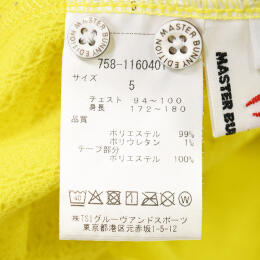 MASTER BUNNY EDITION
MASTER BUNNY EDITION
758-116040
サイズ
5
チェスト 94~100
身長 172~180
品質
ポリエステル 99%
ポリウレタン 1%
テープ部分
ポリエステル 100%
40
㈱TSIグルーヴアンドスポーツ
東京都港区元赤坂1-5-12
MASTER BUN